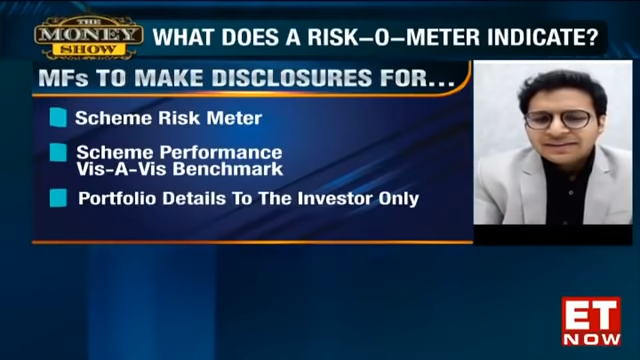 THE
MONEY
SHOW
WHAT DOES A RISK-O-METER INDICATE?
MFs TO MAKE DISCLOSURES FOR...
Scheme Risk Meter
Scheme Performance
Vis-A-Vis Benchmark
Portfolio Details To The Investor Only
ET
NOW